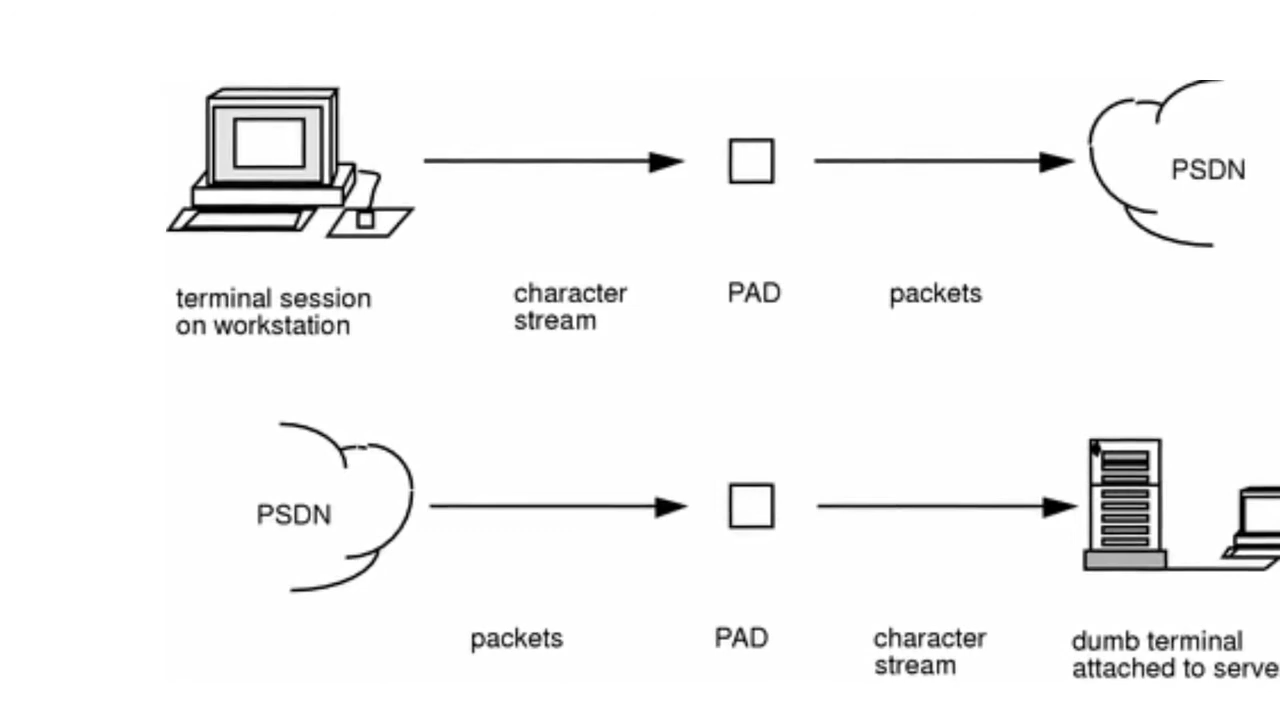 PSDN
terminal session
on workstation
character
stream
PAD
packets
PSDN
packets
PAD
character
stream
dumb terminal
attached to serve